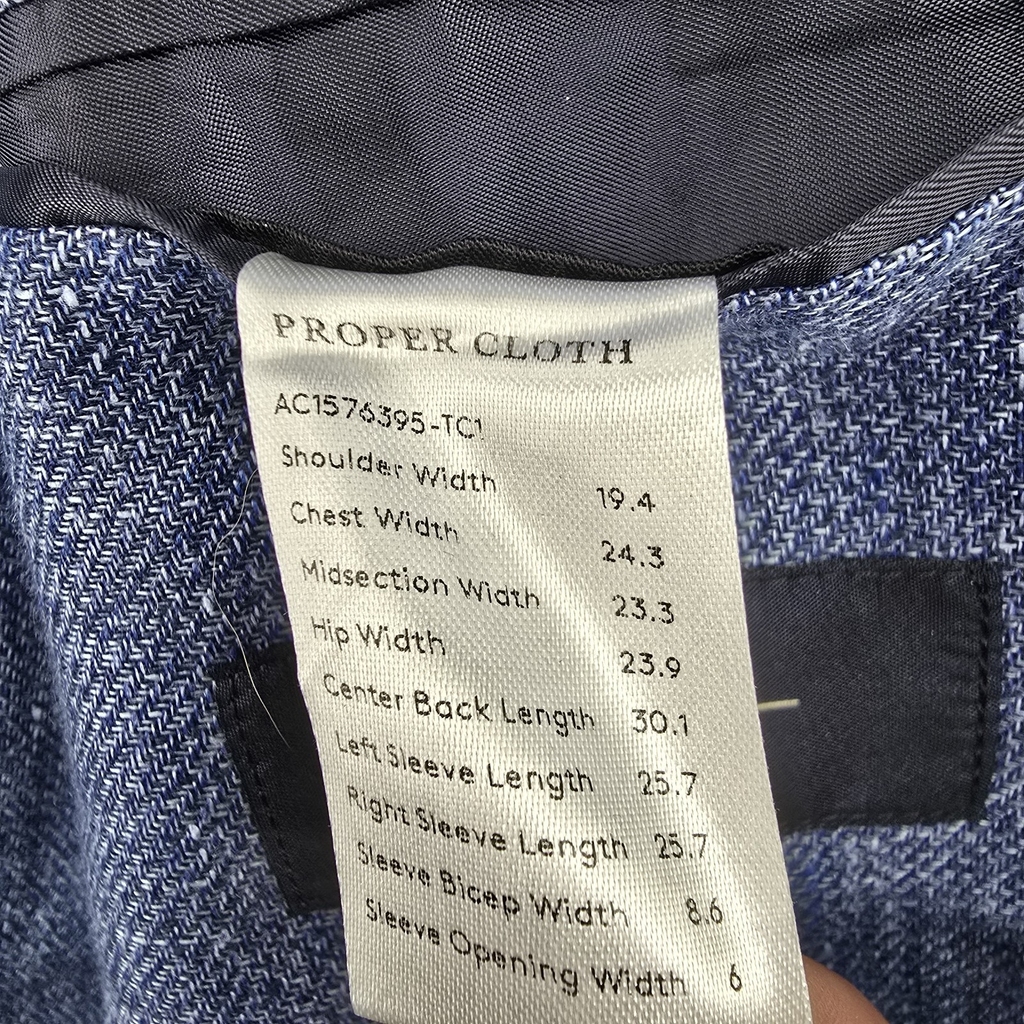 PROPER CLOTH
AC1576395-TC1
Shoulder Width 19.4
Chest Width 24.3
Midsection Width 23.3
Hip Width 23.9
Center Back Length 30.1
Left Sleeve Length 25.7
Right Sleeve Length 25.7
Sleeve Bicep Width 8.6
Sleeve Opening Width 6